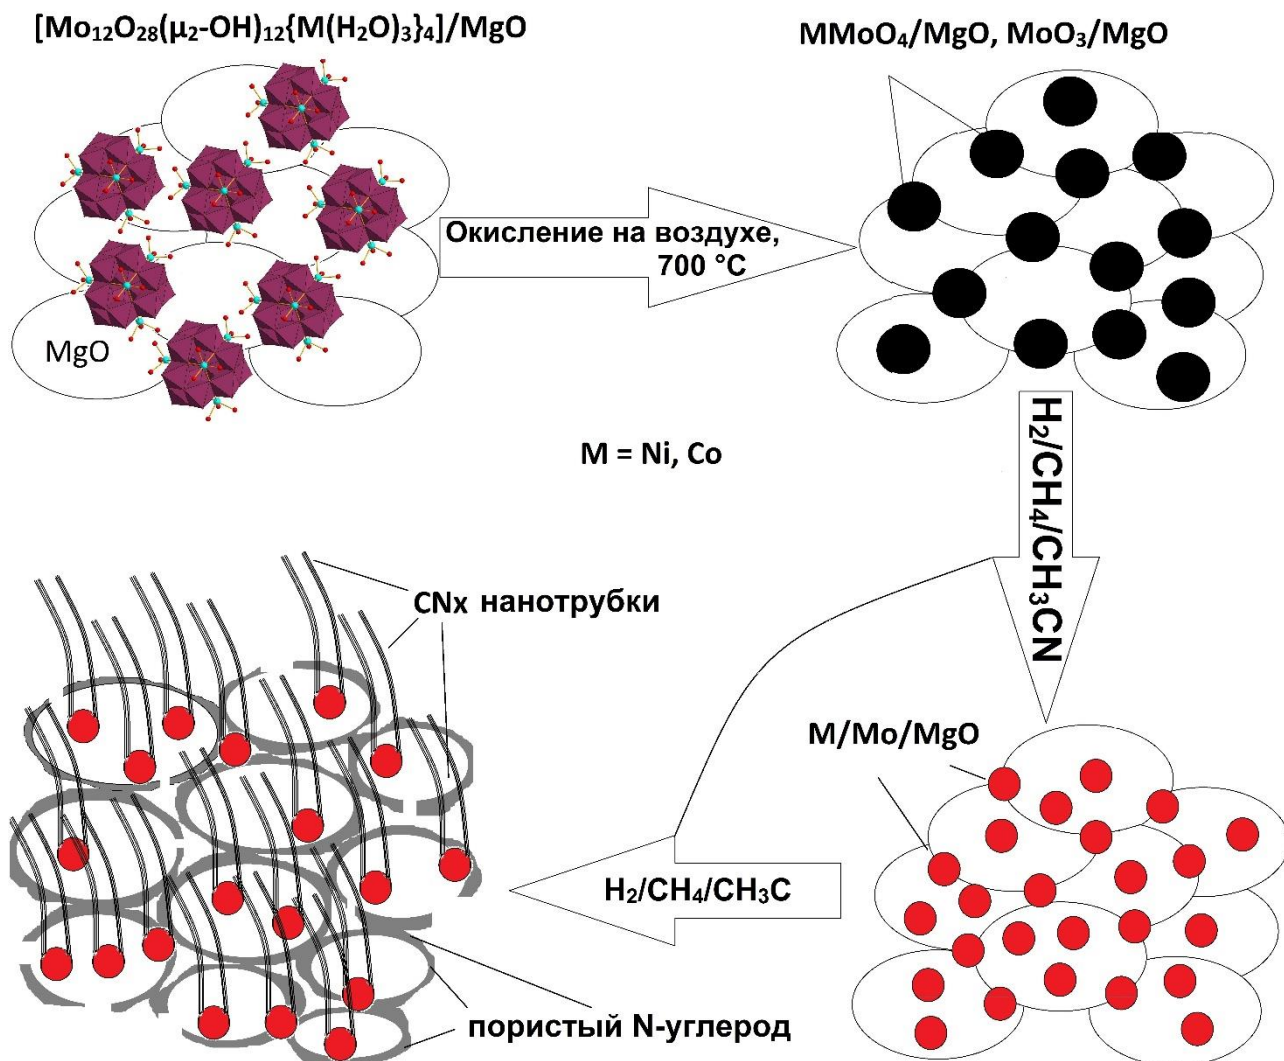 [Mo₁₂O₂₈(μ₂-OH)₁₂{M(H₂O)₃}₄]/MgO
MMoO₄/MgO, MoO₃/MgO
Окисление на воздухе,
700 °C
MgO
M = Ni, Co
H₂/CH₄/CH₃CN
CNx нанотрубки
M/Mo/MgO
H₂/CH₄/CH₃C
пористый N-углерод